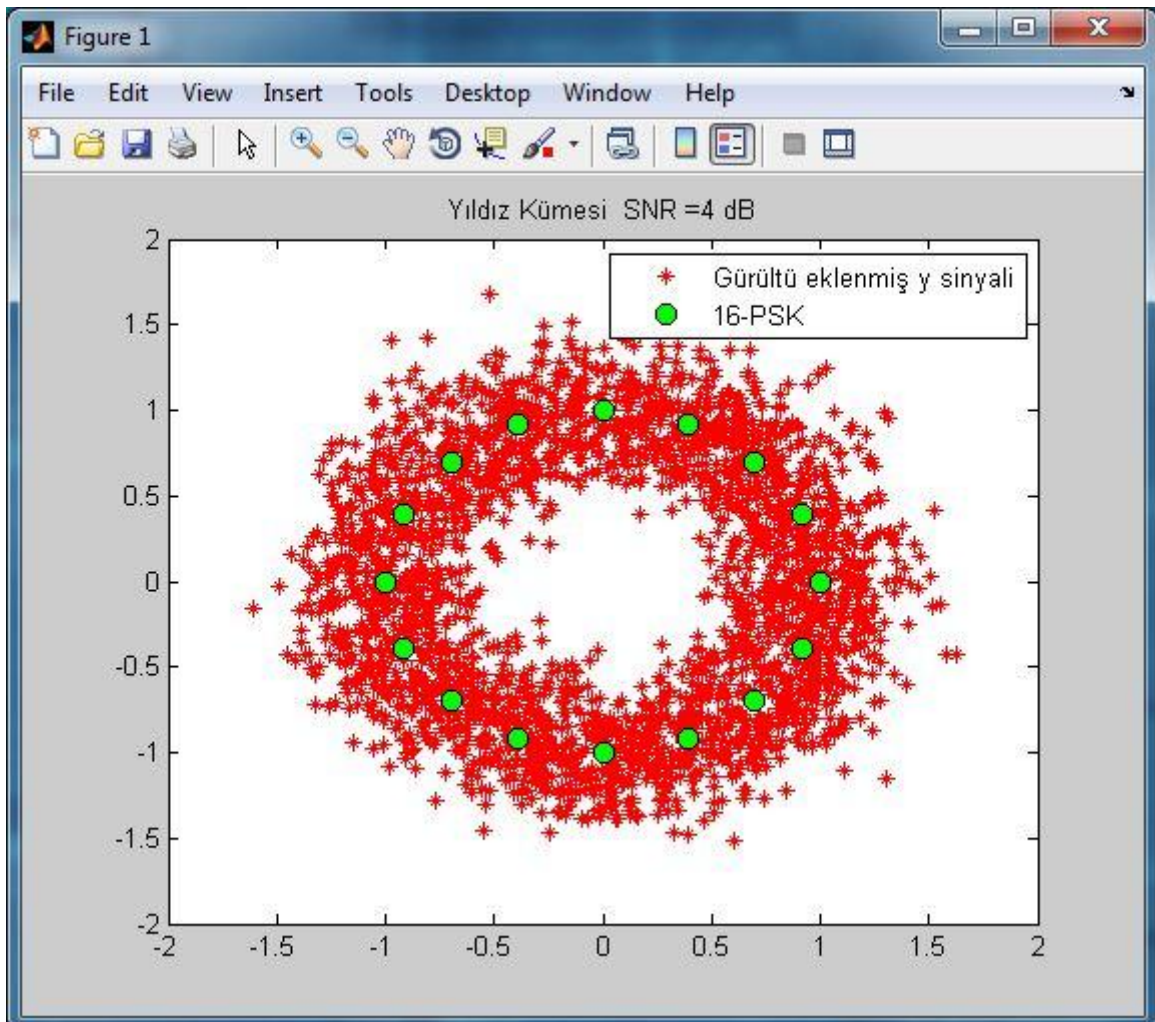 Figure 1
File Edit View Insert Tools Desktop Window Help
Yıldız Kümesi SNR =4 dB
Gürültü eklenmiş y sinyali
16-PSK
2
1.5
1
0.5
0
-0.5
-1
-1.5
-2
-2 -1.5 -1 -0.5 0 0.5 1 1.5 2